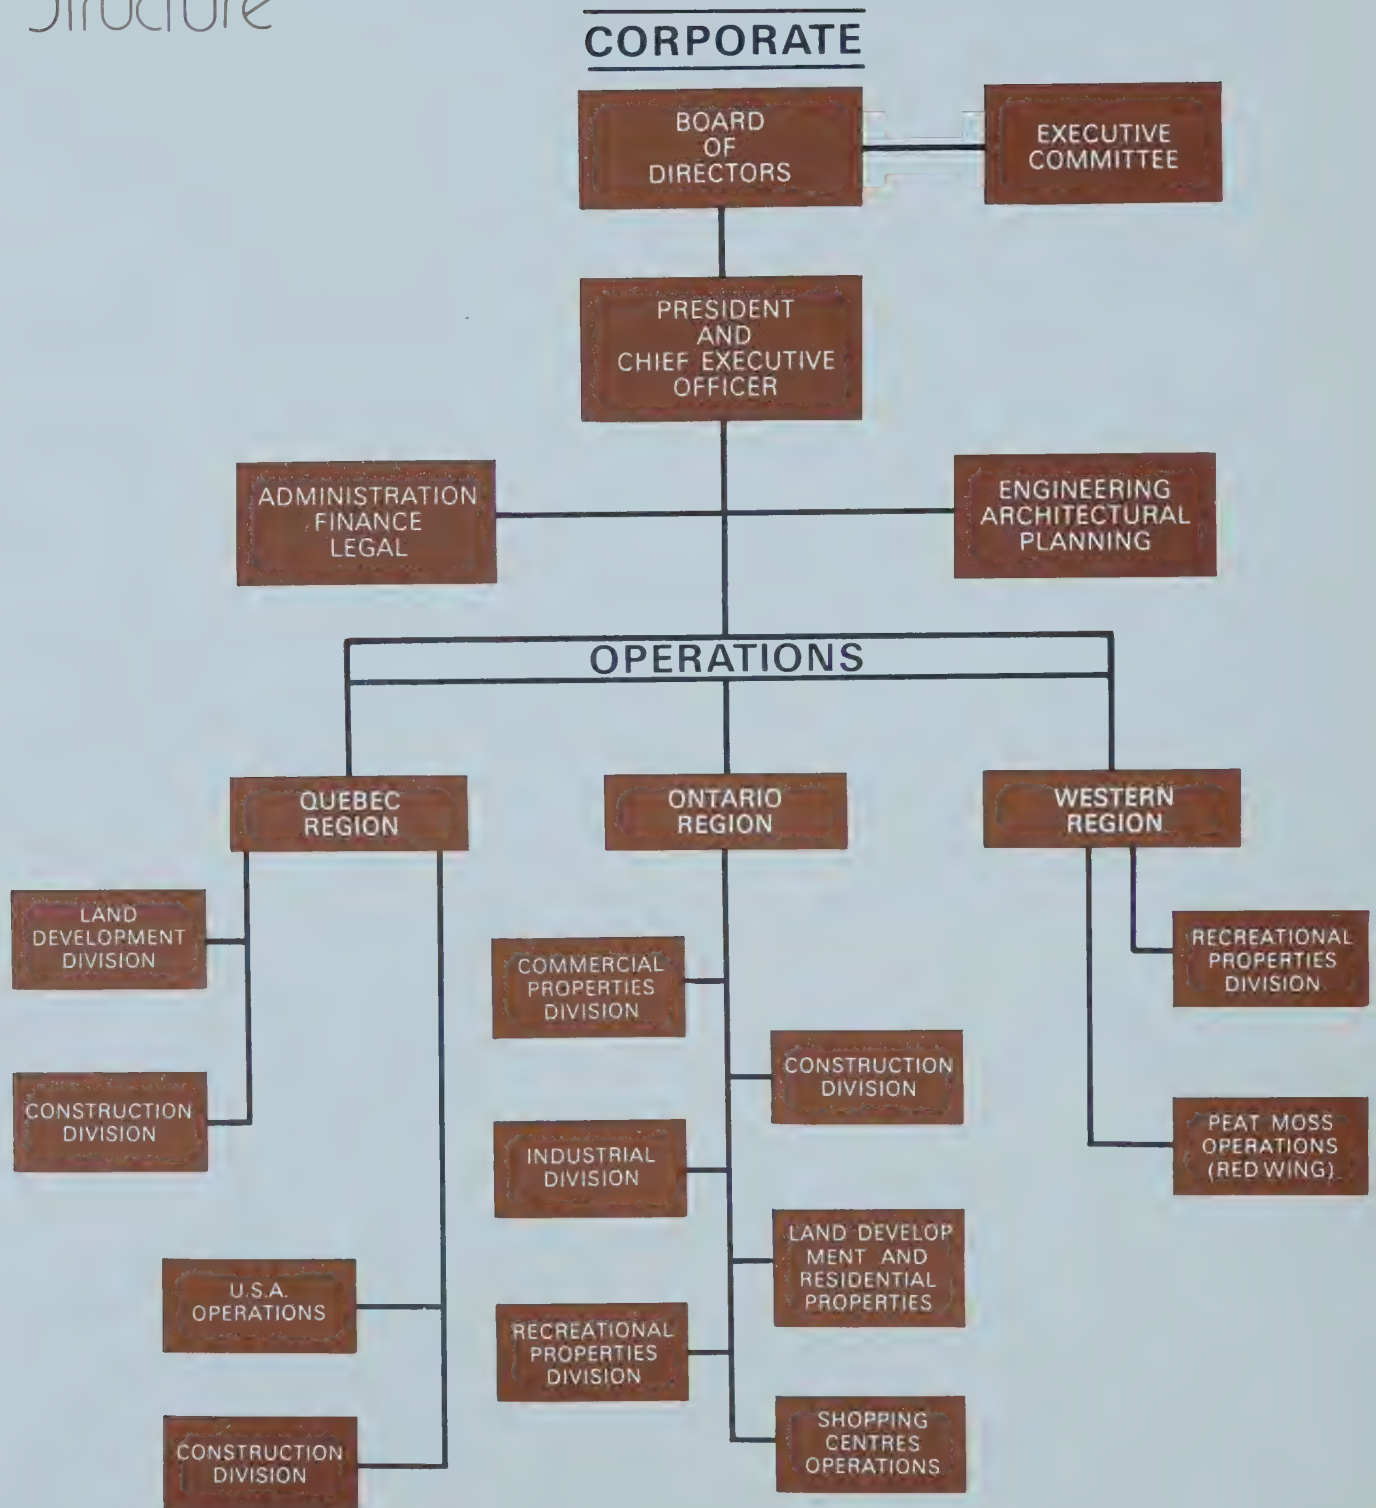 Structure
CORPORATE
BOARD
OF
DIRECTORS
EXECUTIVE
COMMITTEE
PRESIDENT
AND
CHIEF EXECUTIVE
OFFICER
ADMINISTRATION
FINANCE
LEGAL
ENGINEERING
ARCHITECTURAL
PLANNING
OPERATIONS
QUEBEC
REGION
ONTARIO
REGION
WESTERN
REGION
LAND
DEVELOPMENT
DIVISION
CONSTRUCTION
DIVISION
U.S.A.
OPERATIONS
CONSTRUCTION
DIVISION
COMMERCIAL
PROPERTIES
DIVISION
CONSTRUCTION
DIVISION
INDUSTRIAL
DIVISION
LAND DEVELOP
MENT AND
RESIDENTIAL
PROPERTIES
RECREATIONAL
PROPERTIES
DIVISION
SHOPPING
CENTRES
OPERATIONS
RECREATIONAL
PROPERTIES
DIVISION
PEAT MOSS
OPERATIONS
(RED WING)